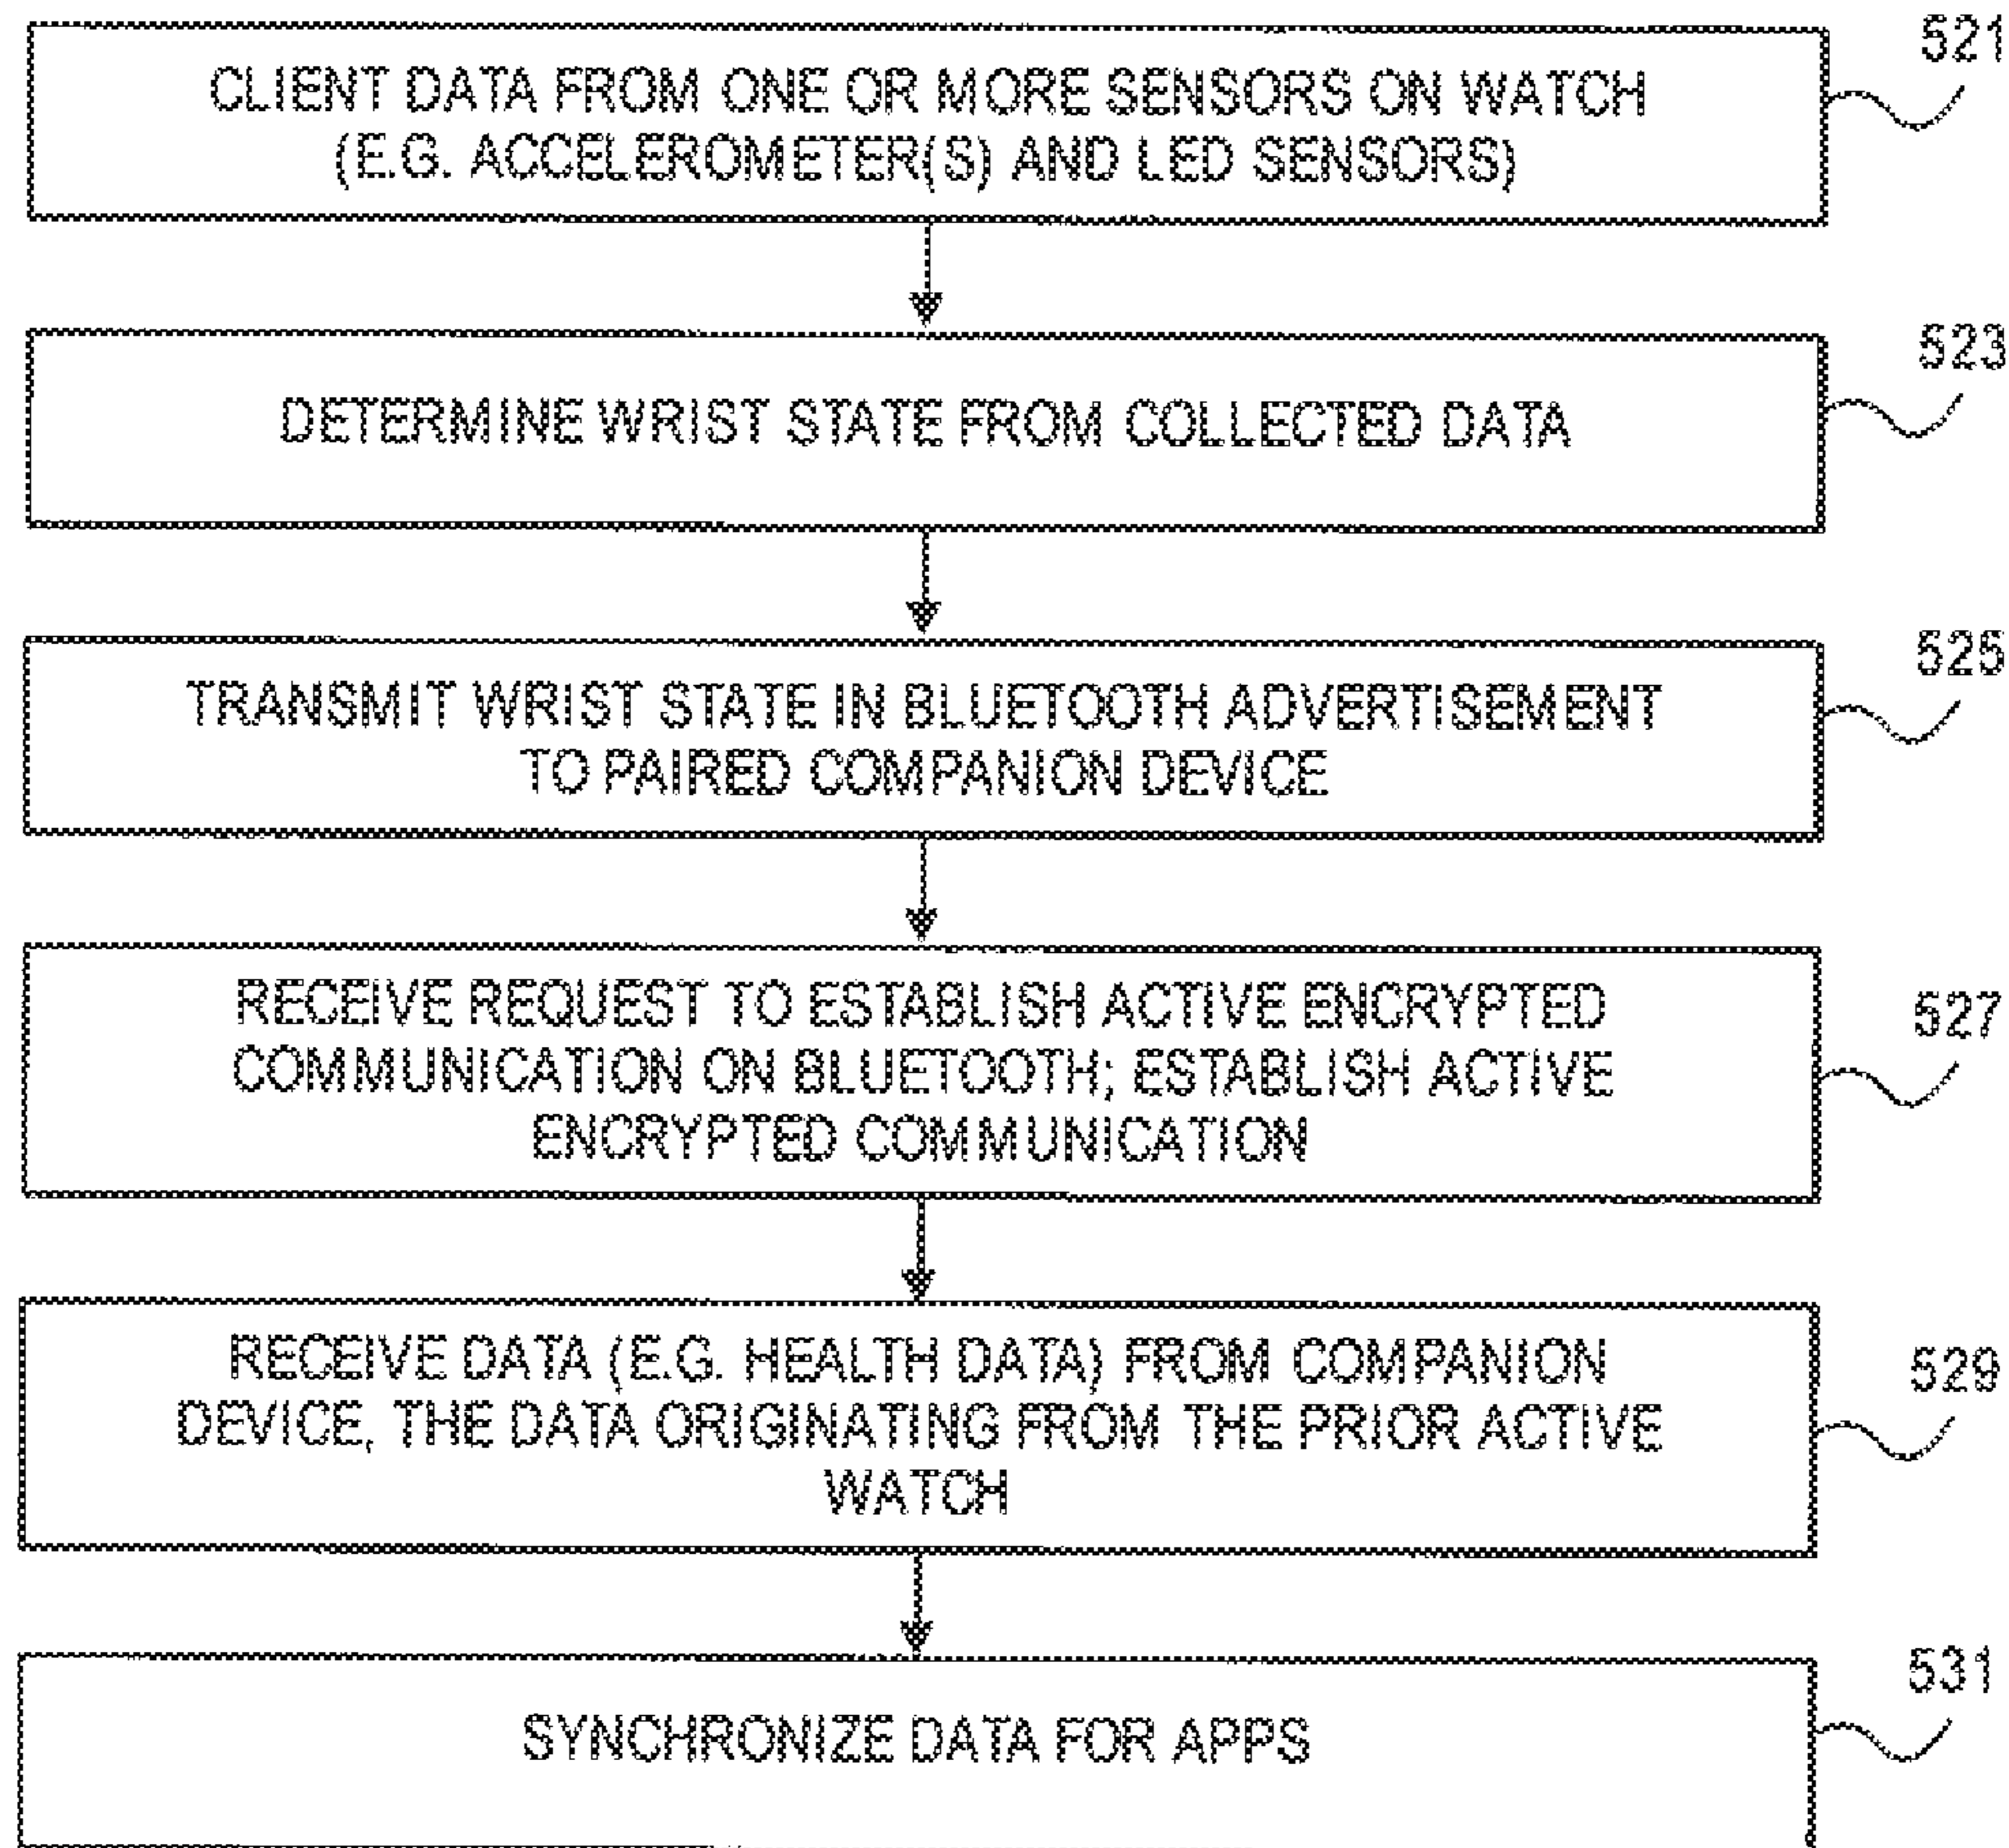 521
CLIENT DATA FROM ONE OR MORE SENSORS ON WATCH
(E.G. ACCELEROMETER(S) AND LED SENSORS)
523
DETERMINE WRIST STATE FROM COLLECTED DATA
525
TRANSMIT WRIST STATE IN BLUETOOTH ADVERTISEMENT
TO PAIRED COMPANION DEVICE
527
RECEIVE REQUEST TO ESTABLISH ACTIVE ENCRYPTED
COMMUNICATION ON BLUETOOTH; ESTABLISH ACTIVE
ENCRYPTED COMMUNICATION
529
RECEIVE DATA (E.G. HEALTH DATA) FROM COMPANION
DEVICE, THE DATA ORIGINATING FROM THE PRIOR ACTIVE
WATCH
531
SYNCHRONIZE DATA FOR APPS